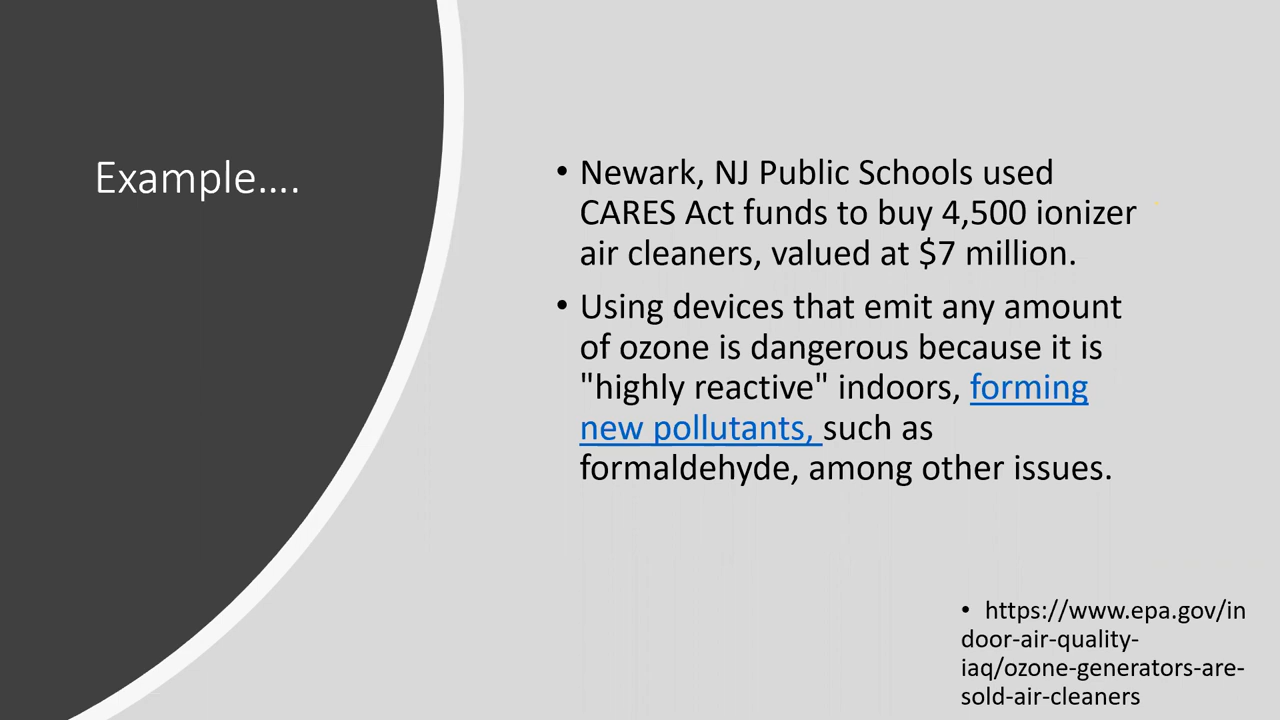 Example….
• Newark, NJ Public Schools used
CARES Act funds to buy 4,500 ionizer
air cleaners, valued at $7 million.
• Using devices that emit any amount
of ozone is dangerous because it is
"highly reactive" indoors, forming
new pollutants, such as
formaldehyde, among other issues.
• https://www.epa.gov/in
door-air-quality-
iaq/ozone-generators-are-
sold-air-cleaners